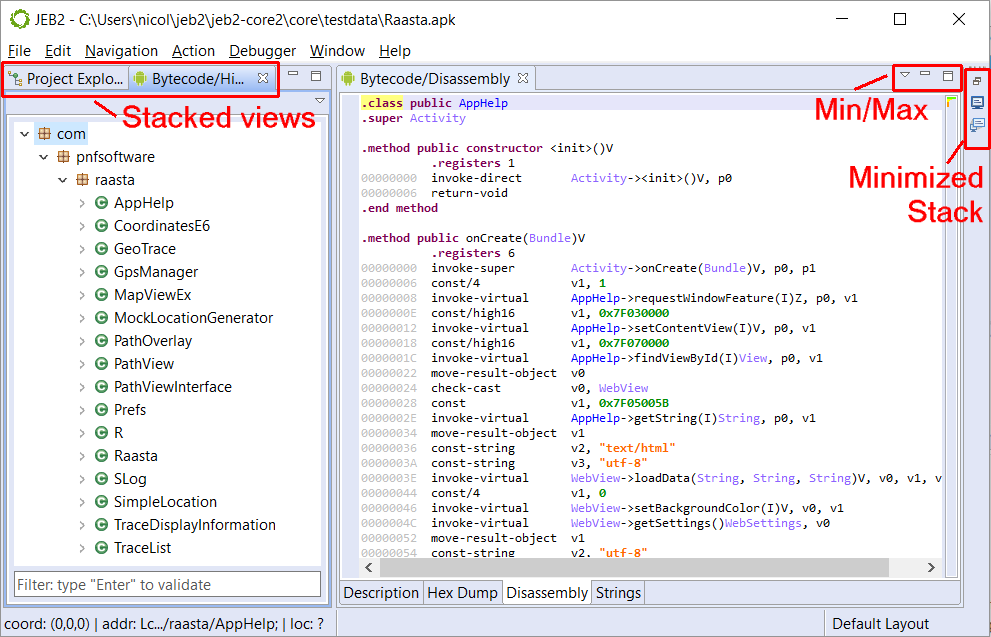 JEB2 - C:\Users\nicol\jeb2\jeb2-core2\core\testdata\Raasta.apk
File Edit Navigation Action Debugger Window Help
Project Explo... Bytecode/Hi...
Stacked views
com
pnfsoftware
raasta
AppHelp
CoordinatesE6
GeoTrace
GpsManager
MapViewEx
MockLocationGenerator
PathOverlay
PathView
PathViewInterface
Prefs
R
Raasta
SLog
SimpleLocation
TraceDisplayInformation
TraceList
Filter: type "Enter" to validate
Bytecode/Disassembly
Min/Max
Minimized
Stack
.class public AppHelp
.super Activity
.method public constructor <init>()V
.registers 1
00000000 invoke-direct Activity-><init>()V, p0
00000006 return-void
.end method
.method public onCreate(Bundle)V
.registers 6
00000000 invoke-super Activity->onCreate(Bundle)V, p0, p1
00000006 const/4 v1, 1
00000008 invoke-virtual AppHelp->requestWindowFeature(I)Z, p0, v1
0000000E const/high16 v1, 0x7F030000
00000012 invoke-virtual AppHelp->setContentView(I)V, p0, v1
00000018 const/high16 v1, 0x7F070000
0000001C invoke-virtual AppHelp->findViewById(I)View, p0, v1
00000022 move-result-object v0
00000024 check-cast v0, WebView
00000028 const v1, 0x7F05005B
0000002E invoke-virtual AppHelp->getString(I)String, p0, v1
00000034 move-result-object v1
00000036 const-string v2, "text/html"
0000003A const-string v3, "utf-8"
0000003E invoke-virtual WebView->loadData(String, String, String)V, v0, v1, v
00000044 const/4 v1, 0
00000046 invoke-virtual WebView->setBackgroundColor(I)V, v0, v1
0000004C invoke-virtual WebView->getSettings()WebSettings, v0
00000052 move-result-object v1
00000054 const-string v2, "utf-8"
Description Hex Dump Disassembly Strings
coord: (0,0,0) | addr: Lc.../raasta/AppHelp; | loc: ? Default Layout